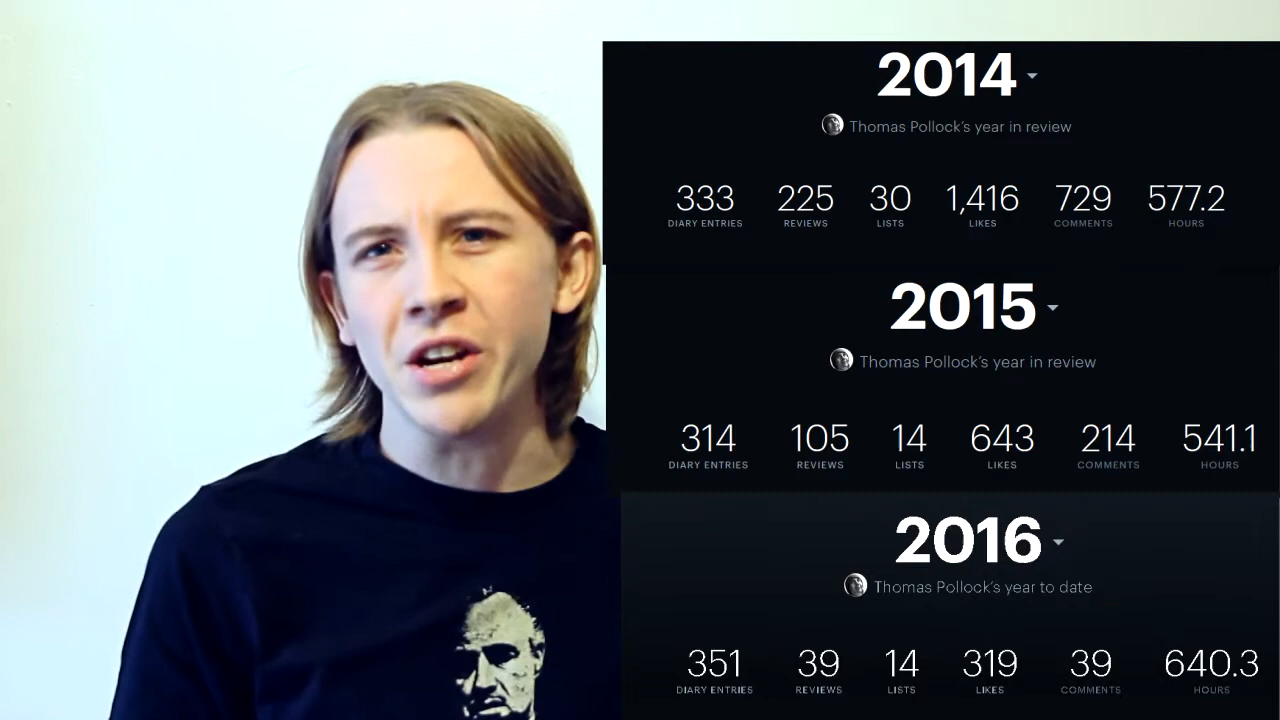 2014
Thomas Pollock's year in review
333 225 30 1,416 729 577.2
DIARY ENTRIES REVIEWS LISTS LIKES COMMENTS HOURS
2015
Thomas Pollock's year in review
314 105 14 643 214 541.1
DIARY ENTRIES REVIEWS LISTS LIKES COMMENTS HOURS
2016
Thomas Pollock's year to date
351 39 14 319 39 640.3
DIARY ENTRIES REVIEWS LISTS LIKES COMMENTS HOURS